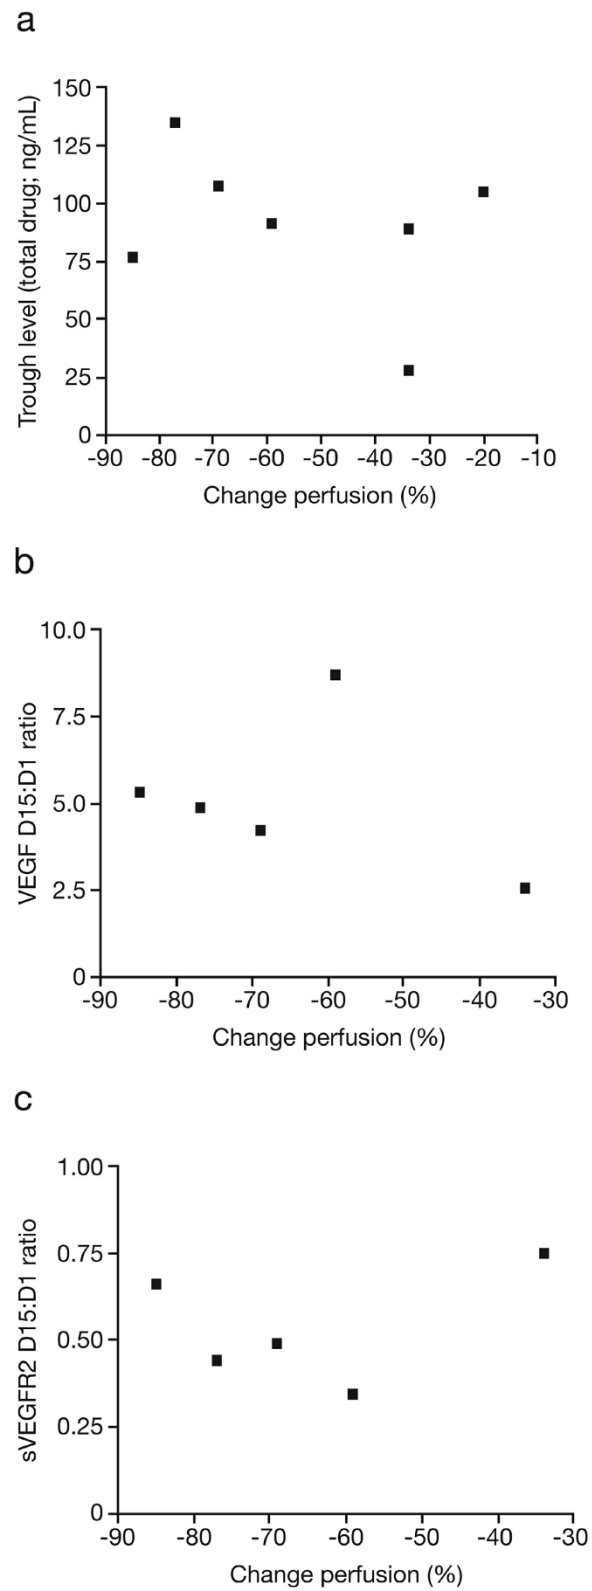 a
Trough level (total drug; ng/mL)
150
125
100
75
50
25
0
-90 -80 -70 -60 -50 -40 -30 -20 -10
Change perfusion (%)
b
VEGF D15:D1 ratio
10.0
7.5
5.0
2.5
0
-90 -80 -70 -60 -50 -40 -30
Change perfusion (%)
c
sVEGFR2 D15:D1 ratio
1.00
0.75
0.50
0.25
0
-90 -80 -70 -60 -50 -40 -30
Change perfusion (%)